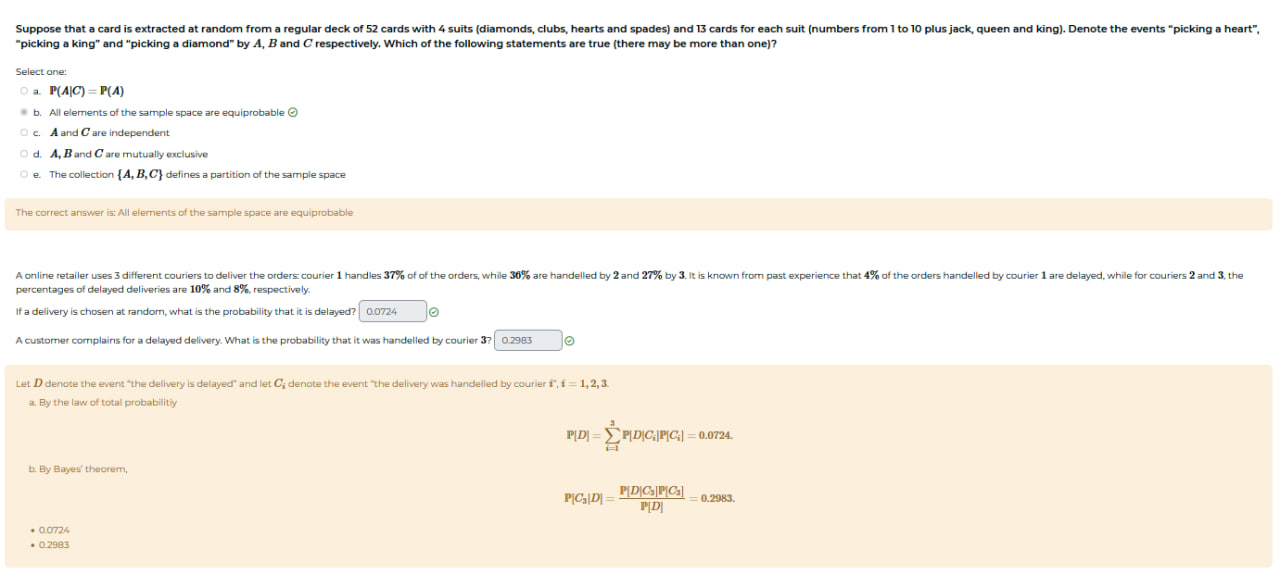 Suppose that a card is extracted at random from a regular deck of 52 cards with 4 suits (diamonds, clubs, hearts and spades) and 13 cards for each suit (numbers from 1 to 10 plus jack, queen and king). Denote the events "picking a heart",
"picking a king" and "picking a diamond" by A, B and C respectively. Which of the following statements are true (there may be more than one)?
Select one:
a. ℙ(A|C) = ℙ(A)
b. All elements of the sample space are equiprobable
c. A and C are independent
d. A, B and C are mutually exclusive
e. The collection {A, B, C} defines a partition of the sample space
The correct answer is: All elements of the sample space are equiprobable
A online retailer uses 3 different couriers to deliver the orders: courier 1 handles 37% of of the orders, while 36% are handelled by 2 and 27% by 3. It is known from past experience that 4% of the orders handelled by courier 1 are delayed, while for couriers 2 and 3, the
percentages of delayed deliveries are 10% and 8%, respectively.
If a delivery is chosen at random, what is the probability that it is delayed? 0.0724
A customer complains for a delayed delivery. What is the probability that it was handelled by courier 3? 0.2983
Let D denote the event "the delivery is delayed" and let C_i denote the event "the delivery was handelled by courier i", i = 1, 2, 3.
a. By the law of total probabilitiy
ℙ[D] = ∑_{i=1}^{3} ℙ[D|C_i]ℙ[C_i] = 0.0724.
b. By Bayes' theorem,
ℙ[C_3|D] = ℙ[D|C_3]ℙ[C_3] / ℙ[D] = 0.2983.
• 0.0724
• 0.2983